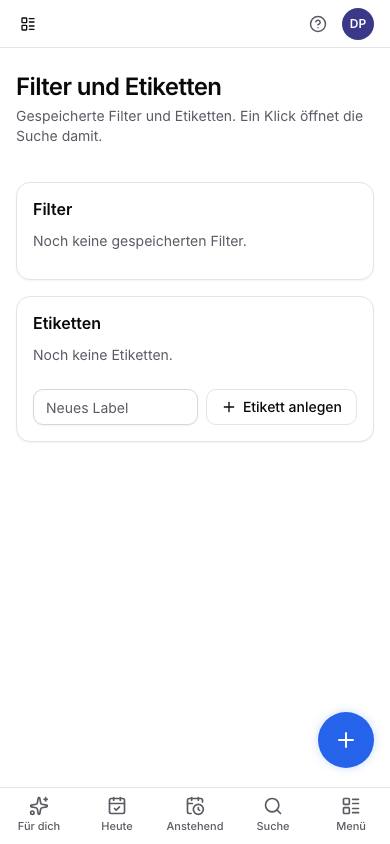 DP
Filter und Etiketten
Gespeicherte Filter und Etiketten. Ein Klick öffnet die
Suche damit.
Filter
Noch keine gespeicherten Filter.
Etiketten
Noch keine Etiketten.
Neues Label
Etikett anlegen
Für dich
Heute
Anstehend
Suche
Menü